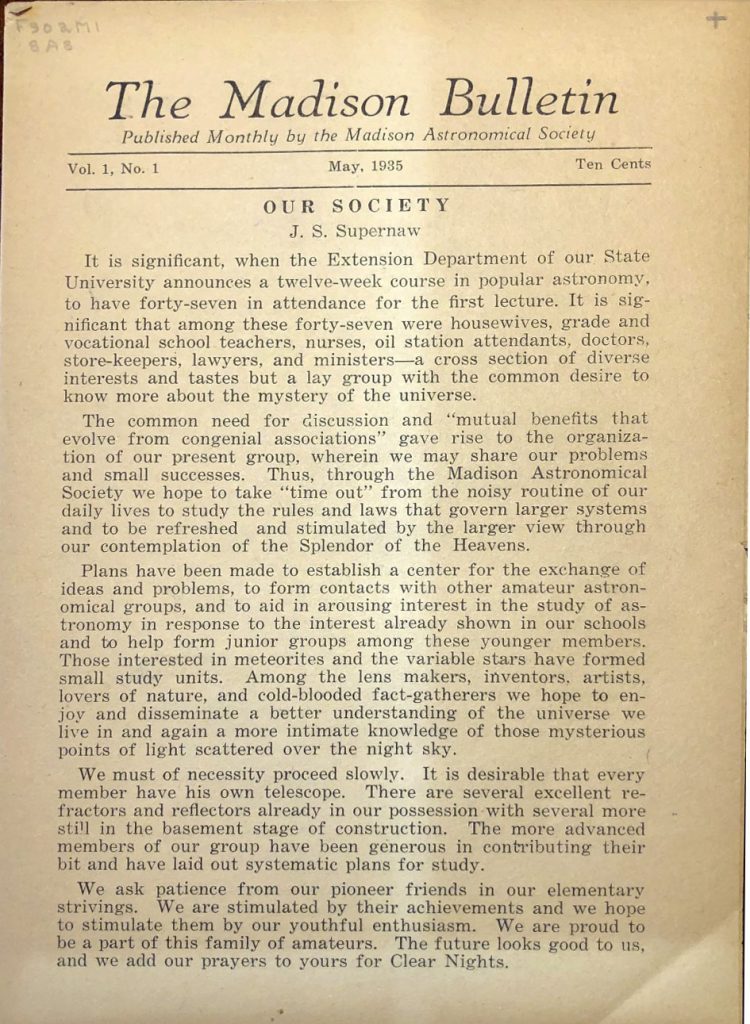 F902M1
8A8
+
The Madison Bulletin
Published Monthly by the Madison Astronomical Society
Vol. 1, No. 1 May, 1935 Ten Cents
OUR SOCIETY
J. S. Supernaw
It is significant, when the Extension Department of our State
University announces a twelve-week course in popular astronomy,
to have forty-seven in attendance for the first lecture. It is sig-
nificant that among these forty-seven were housewives, grade and
vocational school teachers, nurses, oil station attendants, doctors,
store-keepers, lawyers, and ministers—a cross section of diverse
interests and tastes but a lay group with the common desire to
know more about the mystery of the universe.
The common need for discussion and "mutual benefits that
evolve from congenial associations" gave rise to the organiza-
tion of our present group, wherein we may share our problems
and small successes. Thus, through the Madison Astronomical
Society we hope to take "time out" from the noisy routine of our
daily lives to study the rules and laws that govern larger systems
and to be refreshed and stimulated by the larger view through
our contemplation of the Splendor of the Heavens.
Plans have been made to establish a center for the exchange of
ideas and problems, to form contacts with other amateur astron-
omical groups, and to aid in arousing interest in the study of as-
tronomy in response to the interest already shown in our schools
and to help form junior groups among these younger members.
Those interested in meteorites and the variable stars have formed
small study units. Among the lens makers, inventors, artists,
lovers of nature, and cold-blooded fact-gatherers we hope to en-
joy and disseminate a better understanding of the universe we
live in and again a more intimate knowledge of those mysterious
points of light scattered over the night sky.
We must of necessity proceed slowly. It is desirable that every
member have his own telescope. There are several excellent re-
fractors and reflectors already in our possession with several more
still in the basement stage of construction. The more advanced
members of our group have been generous in contributing their
bit and have laid out systematic plans for study.
We ask patience from our pioneer friends in our elementary
strivings. We are stimulated by their achievements and we hope
to stimulate them by our youthful enthusiasm. We are proud to
be a part of this family of amateurs. The future looks good to us,
and we add our prayers to yours for Clear Nights.